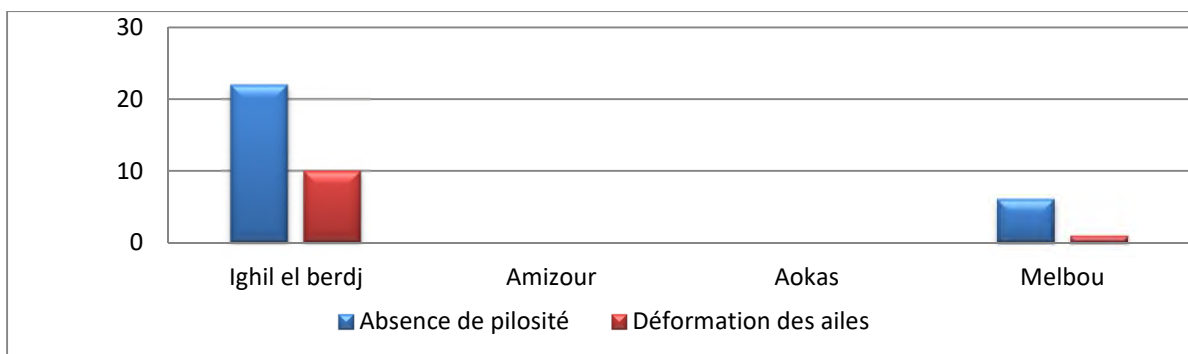 30
20
10
0
Ighil el berdj Amizour Aokas Melbou
Absence de pilosité Déformation des ailes